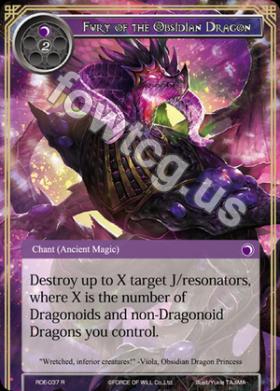 Fury of the Obsidian Dragon
2
fowtcg.us
Chant (Ancient Magic)
Destroy up to X target J/resonators,
where X is the number of
Dragonoids and non-Dragonoid
Dragons you control.
"Wretched, inferior creatures!" -Viola, Obsidian Dragon Princess
RDE-037 R ©FORCE OF WILL Co.,Ltd. Illust/Yuxie TAJIMA